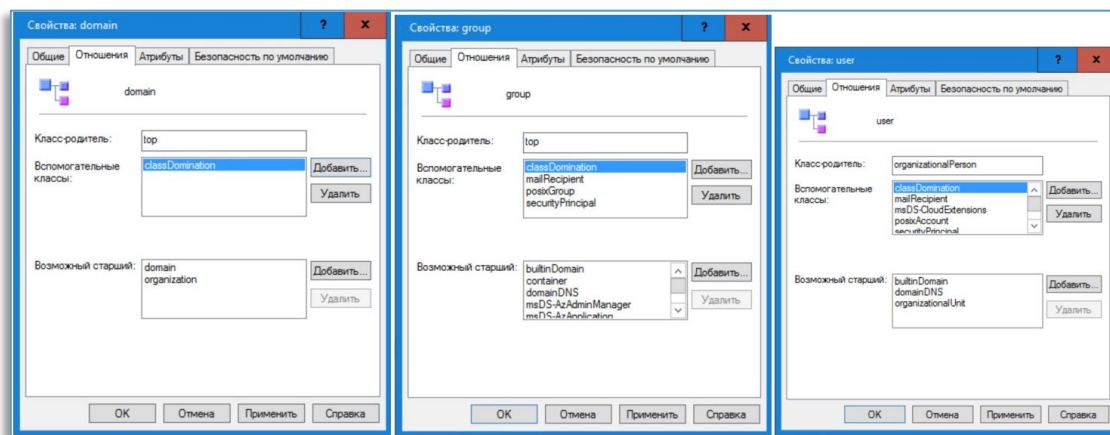 Свойства: domain
?
x
Общие
Отношения
Атрибуты
Безопасность по умолчанию
domain
Класс-родитель:
top
Вспомогательные
классы:
classDomination
Добавить...
Удалить
Возможный старший:
domain
organization
Добавить...
Удалить
OK
Отмена
Применить
Справка
Свойства: group
?
x
Общие
Отношения
Атрибуты
Безопасность по умолчанию
group
Класс-родитель:
top
Вспомогательные
классы:
classDomination
mailRecipient
posixGroup
securityPrincipal
Добавить...
Удалить
Возможный старший:
builtinDomain
container
domainDNS
msDS-AzAdminManager
msDS-AzApplication
Добавить...
Удалить
OK
Отмена
Применить
Справка
Свойства: user
?
x
Общие
Отношения
Атрибуты
Безопасность по умолчанию
user
Класс-родитель:
organizationalPerson
Вспомогательные
классы:
classDomination
mailRecipient
msDS-CloudExtensions
posixAccount
securityPrincipal
Добавить...
Удалить
Возможный старший:
builtinDomain
domainDNS
organizationalUnit
Добавить...
Удалить
OK
Отмена
Применить
Справка